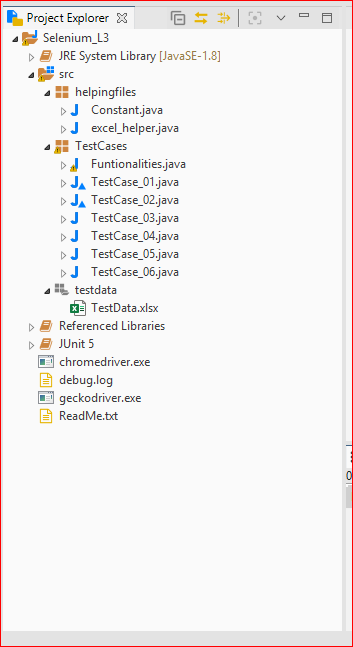 Project Explorer
Selenium_L3
JRE System Library [JavaSE-1.8]
src
helpingfiles
Constant.java
excel_helper.java
TestCases
Funtionalities.java
TestCase_01.java
TestCase_02.java
TestCase_03.java
TestCase_04.java
TestCase_05.java
TestCase_06.java
testdata
TestData.xlsx
Referenced Libraries
JUnit 5
chromedriver.exe
debug.log
geckodriver.exe
ReadMe.txt
0